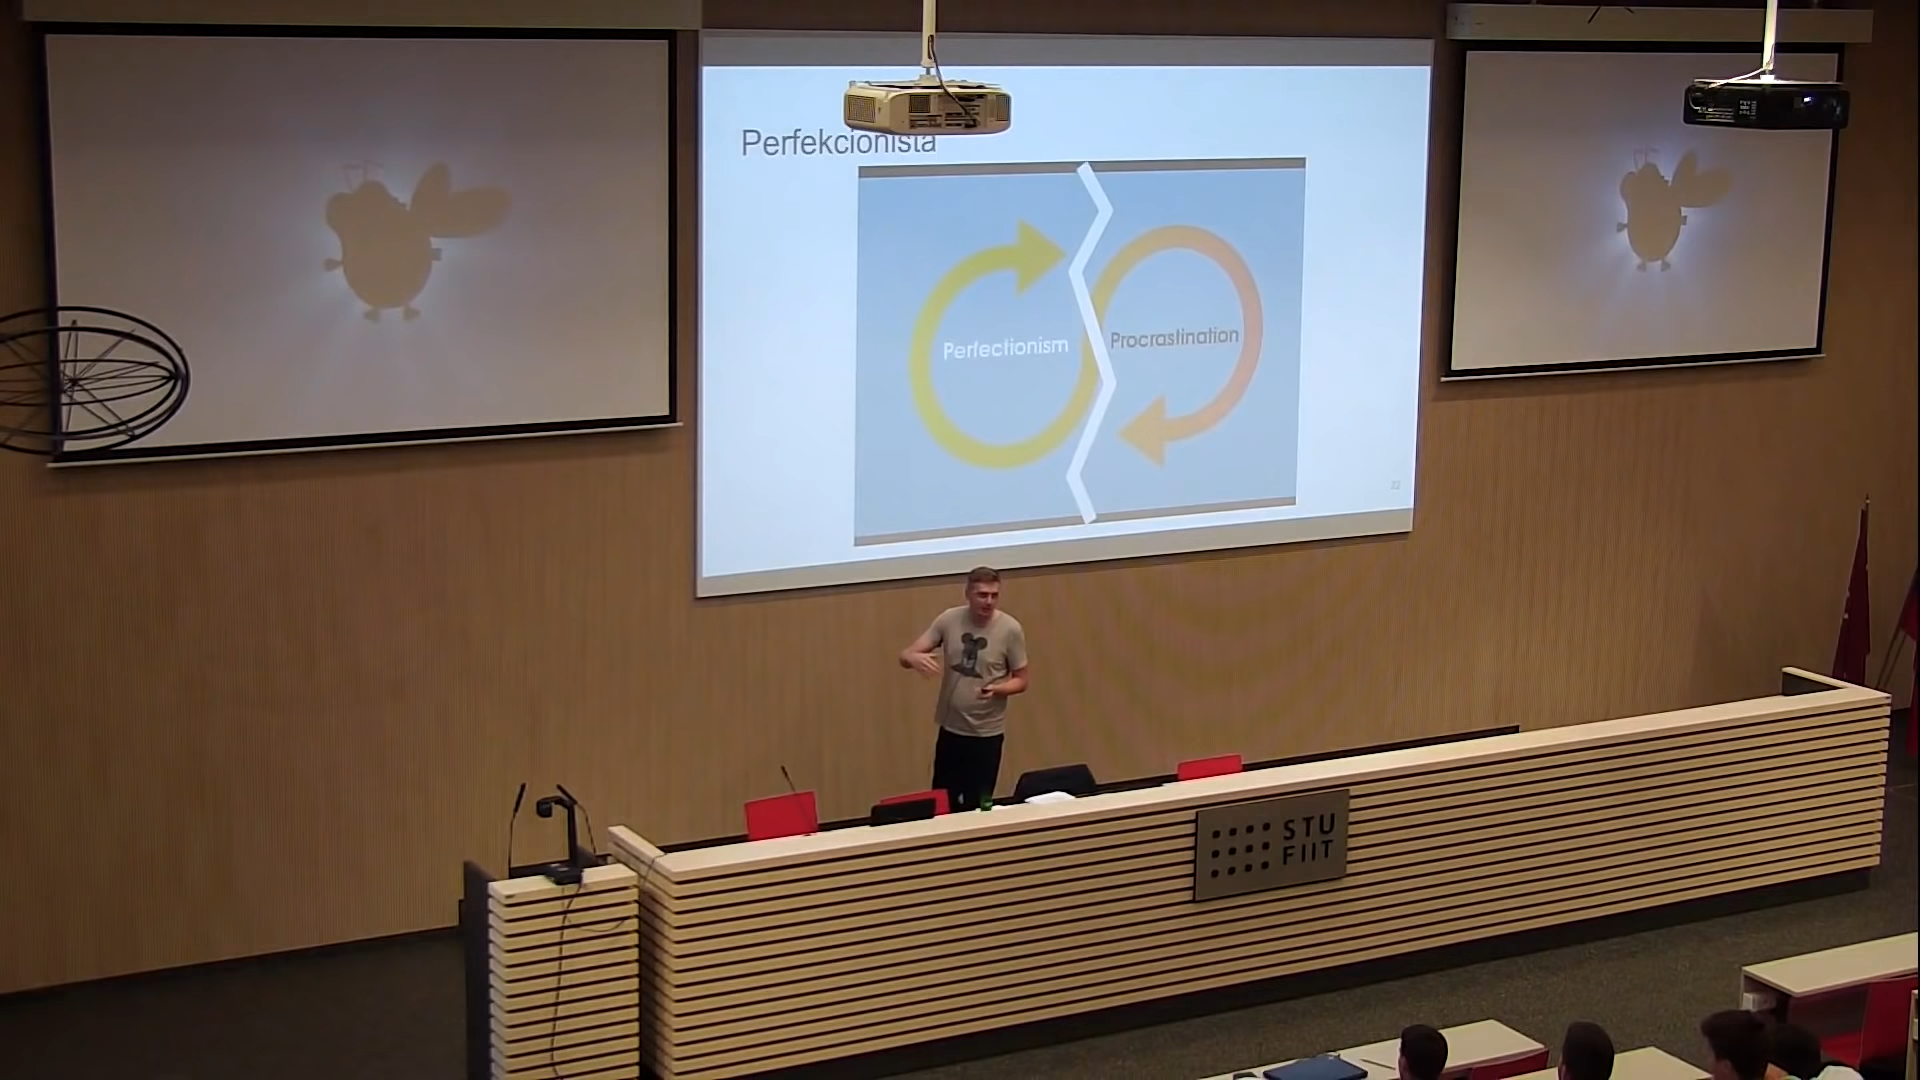 Perfekcionista
Perfectionism
Procrastination
STU
FIIT